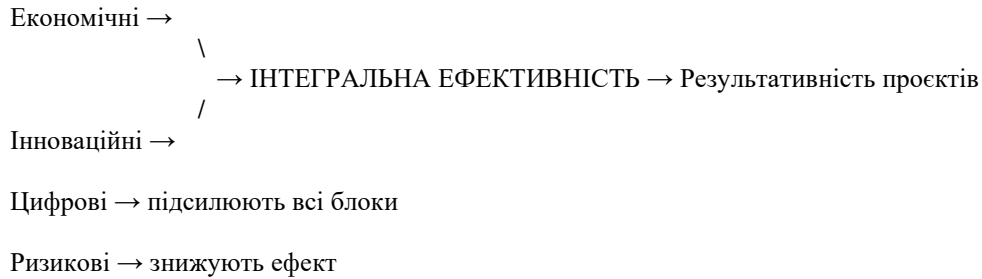 Економічні →
\
→ ІНТЕГРАЛЬНА ЕФЕКТИВНІСТЬ → Результативність проєктів
/
Інноваційні →
Цифрові → підсилюють всі блоки
Ризикові → знижують ефект